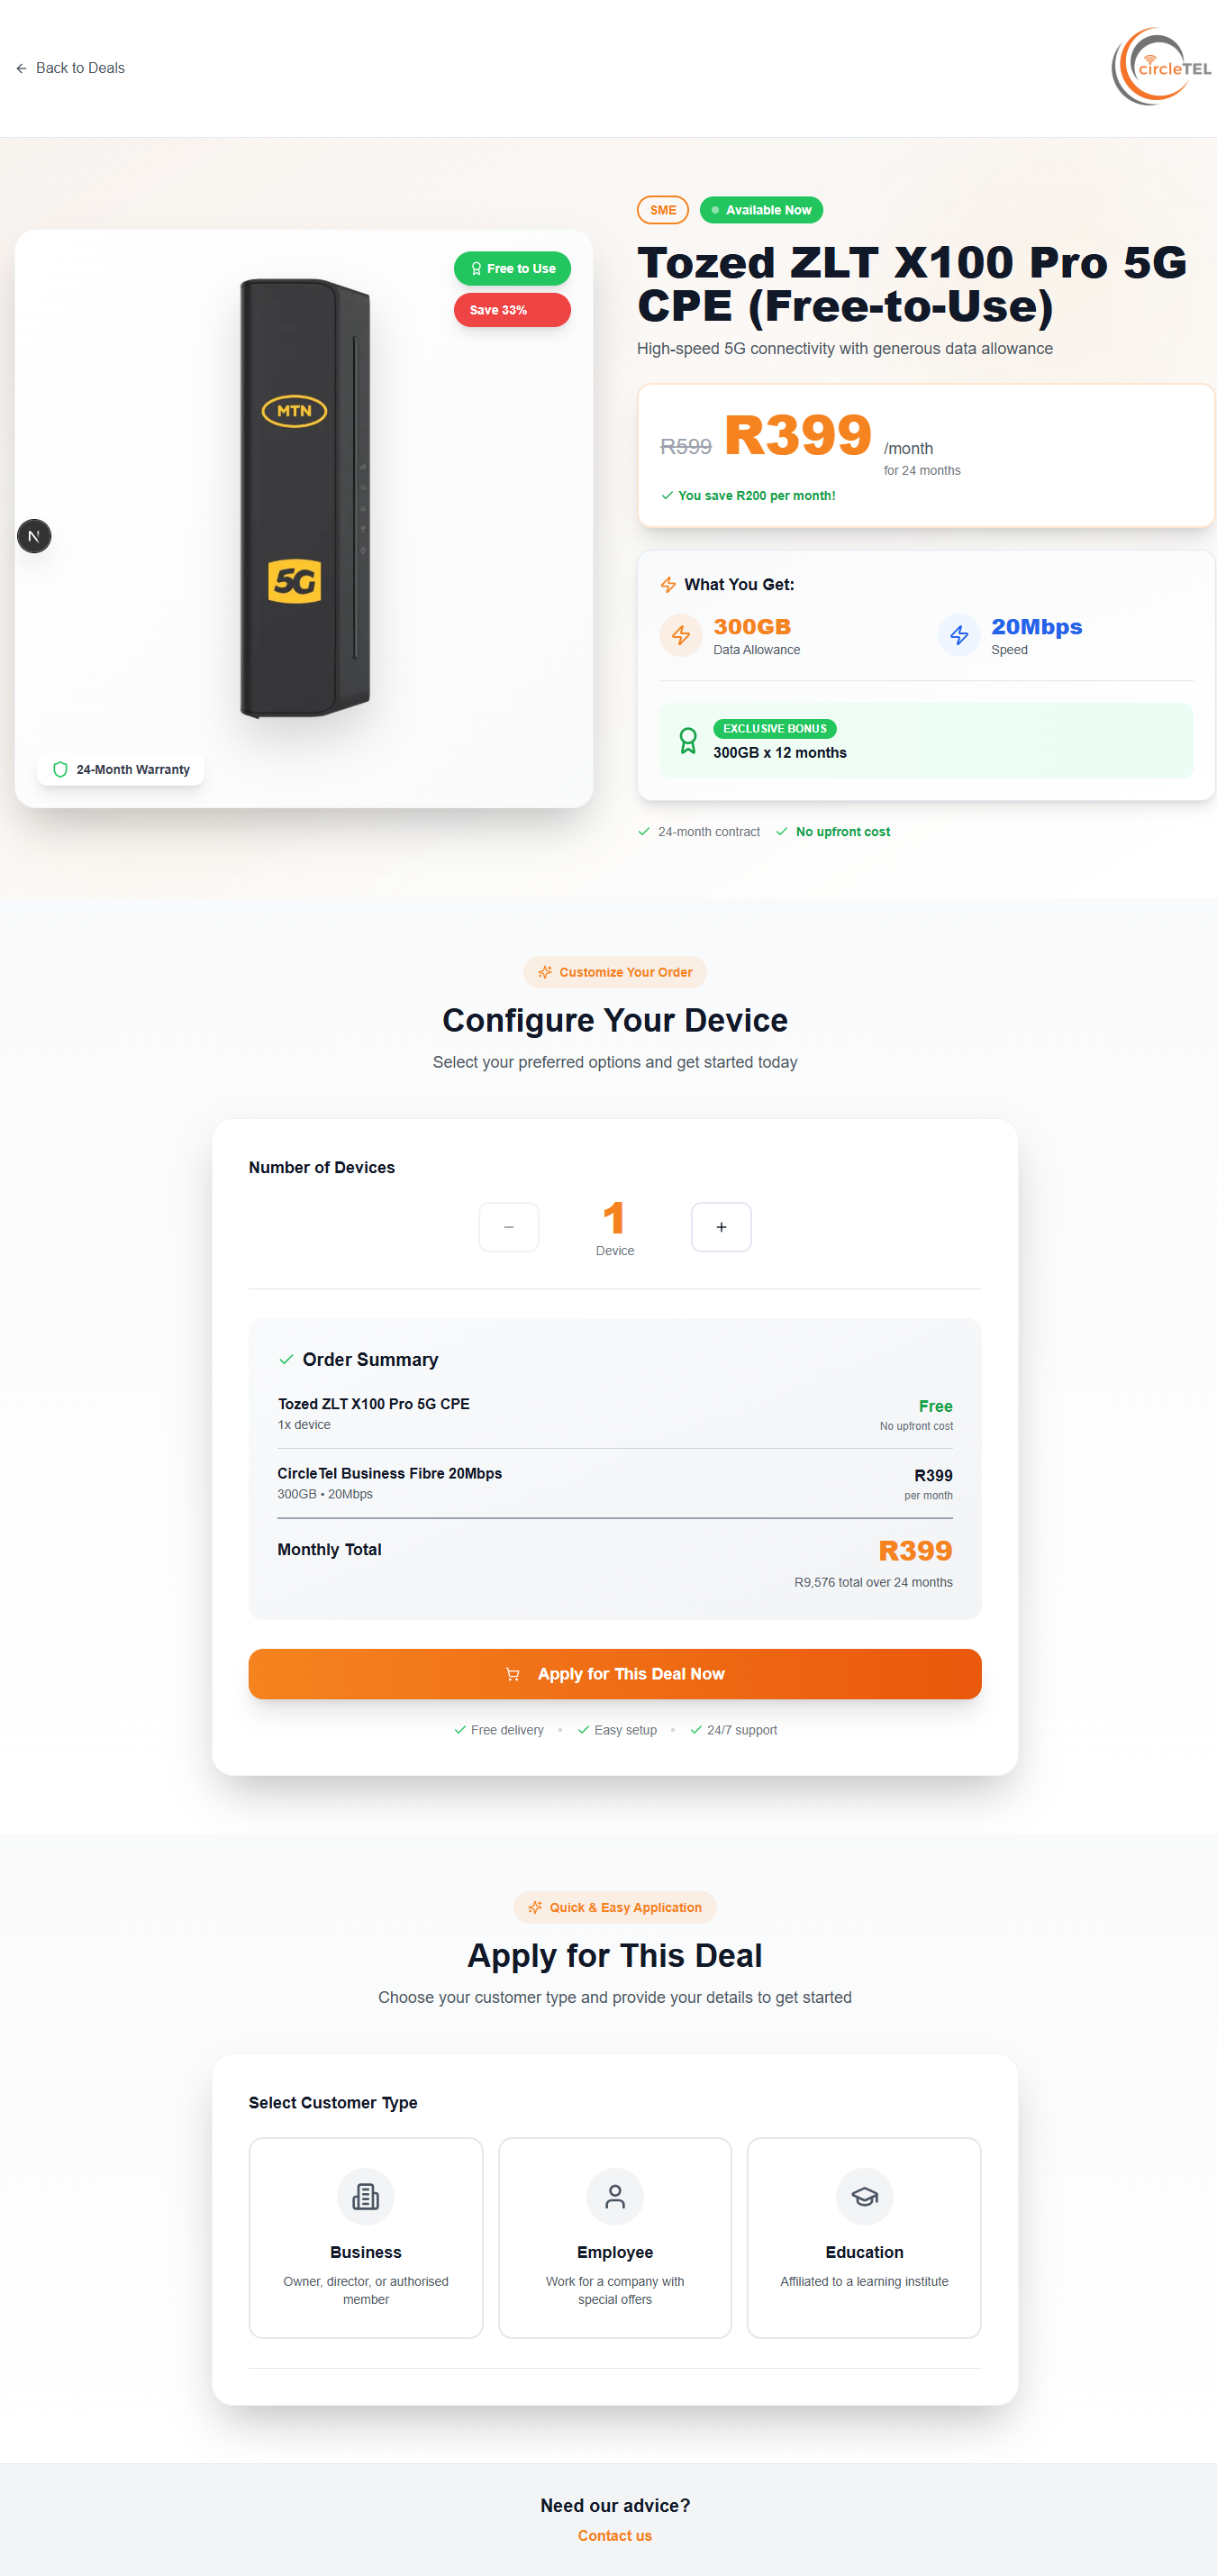 Back to Deals
circleTEL
SME
Available Now
Tozed ZLT X100 Pro 5G
CPE (Free-to-Use)
High-speed 5G connectivity with generous data allowance
Free to Use
Save 33%
MTN
5G
N
24-Month Warranty
R599 R399 /month
for 24 months
You save R200 per month!
What You Get:
300GB
Data Allowance
20Mbps
Speed
EXCLUSIVE BONUS
300GB x 12 months
24-month contract
No upfront cost
Customize Your Order
Configure Your Device
Select your preferred options and get started today
Number of Devices
− 1 +
Device
Order Summary
Tozed ZLT X100 Pro 5G CPE
Free
1x device
No upfront cost
CircleTel Business Fibre 20Mbps
R399
300GB • 20Mbps
per month
Monthly Total
R399
R9,576 total over 24 months
Apply for This Deal Now
Free delivery • Easy setup • 24/7 support
Quick & Easy Application
Apply for This Deal
Choose your customer type and provide your details to get started
Select Customer Type
Business
Owner, director, or authorised
member
Employee
Work for a company with
special offers
Education
Affiliated to a learning institute
Need our advice?
Contact us